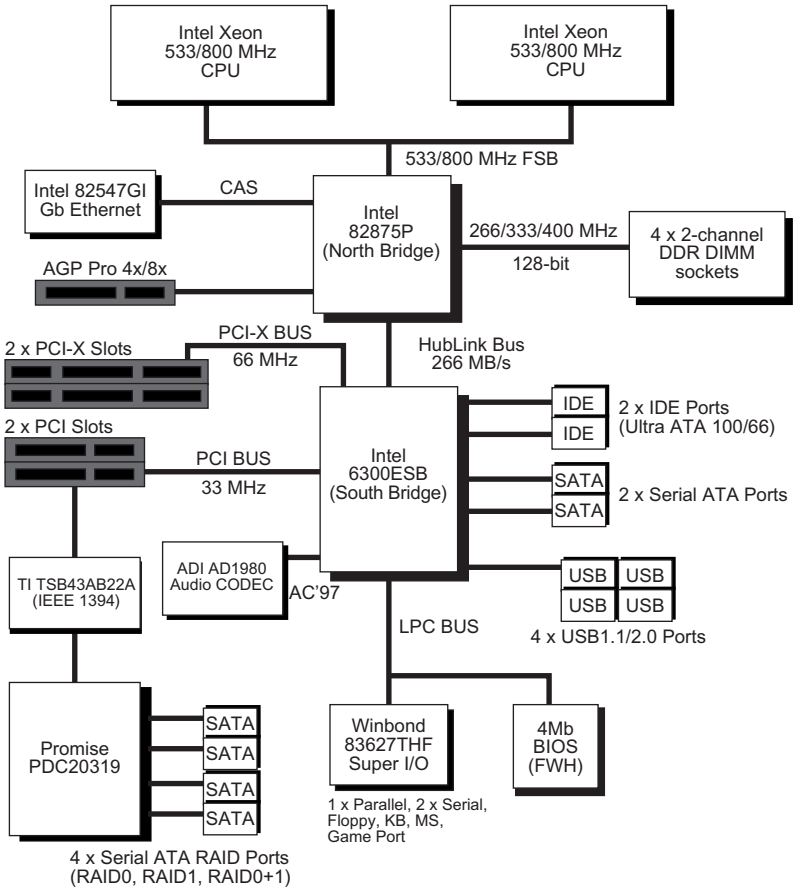 Intel Xeon
533/800 MHz
CPU
Intel Xeon
533/800 MHz
CPU
533/800 MHz FSB
Intel 82547GI
Gb Ethernet
CAS
Intel
82875P
(North Bridge)
266/333/400 MHz
128-bit
4 x 2-channel
DDR DIMM
sockets
AGP Pro 4x/8x
2 x PCI-X Slots
PCI-X BUS
66 MHz
HubLink Bus
266 MB/s
2 x PCI Slots
PCI BUS
33 MHz
Intel
6300ESB
(South Bridge)
IDE
IDE
2 x IDE Ports
(Ultra ATA 100/66)
SATA
SATA
2 x Serial ATA Ports
TI TSB43AB22A
(IEEE 1394)
ADI AD1980
Audio CODEC
AC'97
USB
USB
USB
USB
4 x USB1.1/2.0 Ports
LPC BUS
Promise
PDC20319
SATA
SATA
SATA
SATA
4 x Serial ATA RAID Ports
(RAID0, RAID1, RAID0+1)
Winbond
83627THF
Super I/O
1 x Parallel, 2 x Serial,
Floppy, KB, MS,
Game Port
4Mb
BIOS
(FWH)